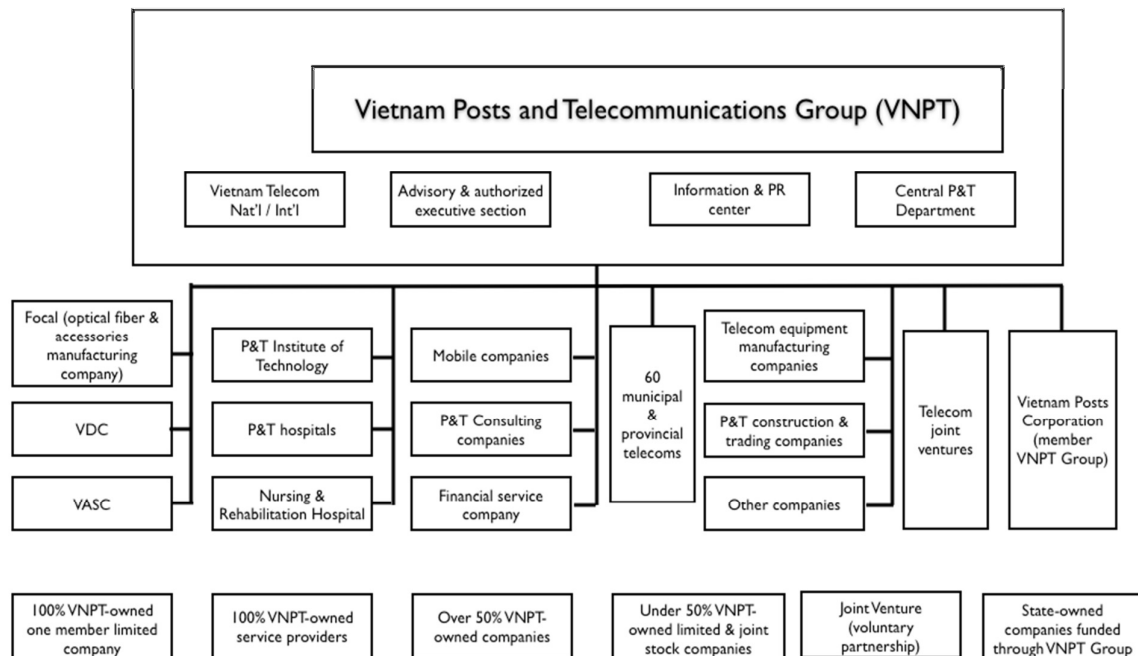 Vietnam Posts and Telecommunications Group (VNPT)
Vietnam Telecom
Nat'l / Int'l
Advisory & authorized
executive section
Information & PR
center
Central P&T
Department
Focal (optical fiber &
accessories
manufacturing
company)
VDC
VASC
P&T Institute of
Technology
P&T hospitals
Nursing &
Rehabilitation Hospital
Mobile companies
P&T Consulting
companies
Financial service
company
60
municipal
&
provincial
telecoms
Telecom equipment
manufacturing
companies
P&T construction &
trading companies
Other companies
Telecom
joint
ventures
Vietnam Posts
Corporation
(member
VNPT Group)
100% VNPT-owned
one member limited
company
100% VNPT-owned
service providers
Over 50% VNPT-
owned companies
Under 50% VNPT-
owned limited & joint
stock companies
Joint Venture
(voluntary
partnership)
State-owned
companies funded
through VNPT Group